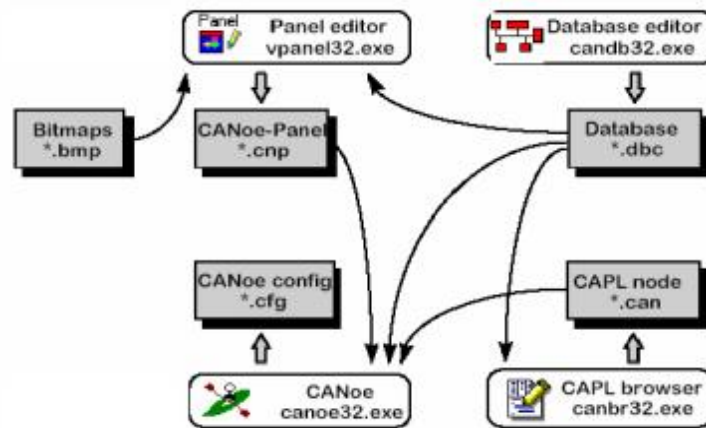 Panel
Panel editor
vpanel32.exe
Database editor
candb32.exe
Bitmaps
*.bmp
CANoe-Panel
*.cnp
Database
*.dbc
CANoe config
*.cfg
CAPL node
*.can
CANoe
canoe32.exe
CAPL browser
canbr32.exe